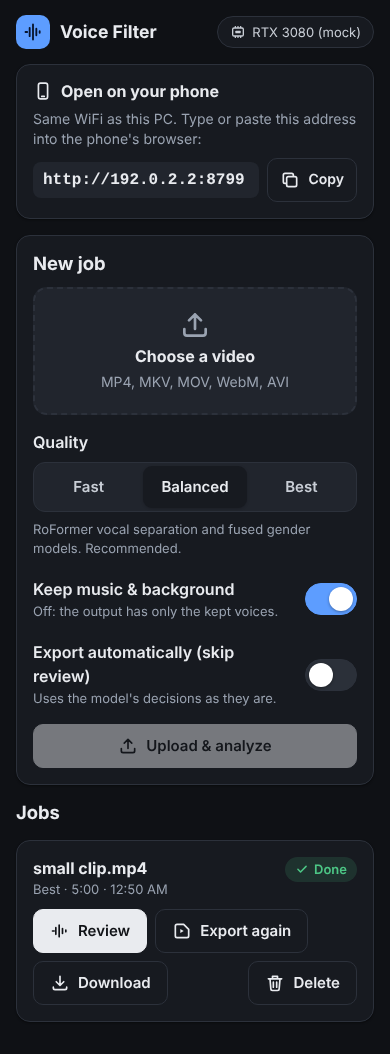 Voice Filter
RTX 3080 (mock)
Open on your phone
Same WiFi as this PC. Type or paste this address
into the phone's browser:
http://192.0.2.2:8799
Copy
New job
Choose a video
MP4, MKV, MOV, WebM, AVI
Quality
Fast
Balanced
Best
RoFormer vocal separation and fused gender
models. Recommended.
Keep music & background
Off: the output has only the kept voices.
Export automatically (skip
review)
Uses the model's decisions as they are.
Upload & analyze
Jobs
small clip.mp4
Done
Best · 5:00 · 12:50 AM
Review
Export again
Download
Delete